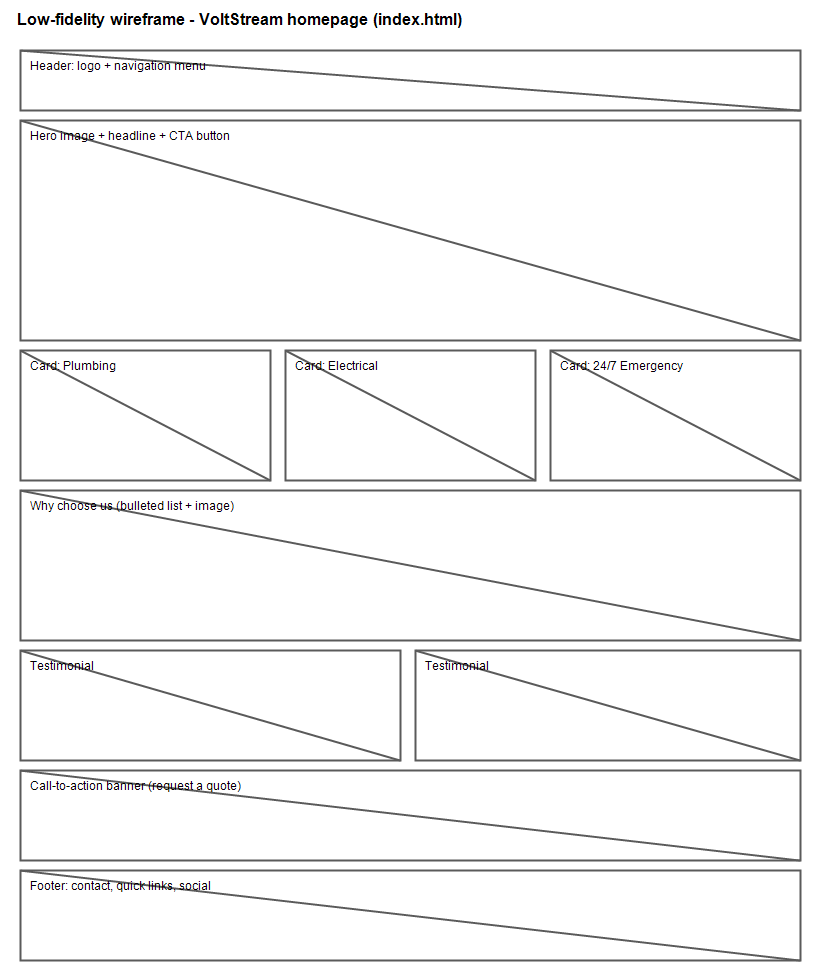 Low-fidelity wireframe - VoltStream homepage (index.html)
Header: logo + navigation menu
Hero image + headline + CTA button
Card: Plumbing
Card: Electrical
Card: 24/7 Emergency
Why choose us (bulleted list + image)
Testimonial
Testimonial
Call-to-action banner (request a quote)
Footer: contact, quick links, social